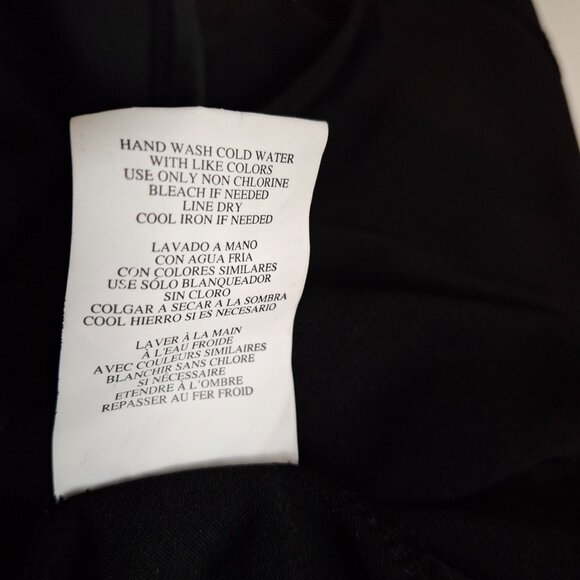 HAND WASH COLD WATER
WITH LIKE COLORS
USE ONLY NON CHLORINE
BLEACH IF NEEDED
LINE DRY
COOL IRON IF NEEDED
LAVADO A MANO
CON AGUA FRIA
CON COLORES SIMILARES
USE SÓLO BLANQUEADOR
SIN CLORO
COLGAR A SECAR A LA SOMBRA
COOL HIERRO SI ES NECESARIO
LAVER À LA MAIN
À L'EAU FROIDE
AVEC COULEURS SIMILAIRES
BLANCHIR SANS CHLORE
SI NÉCESSAIRE
ETENDRE À L'OMBRE
REPASSER AU FER FROID